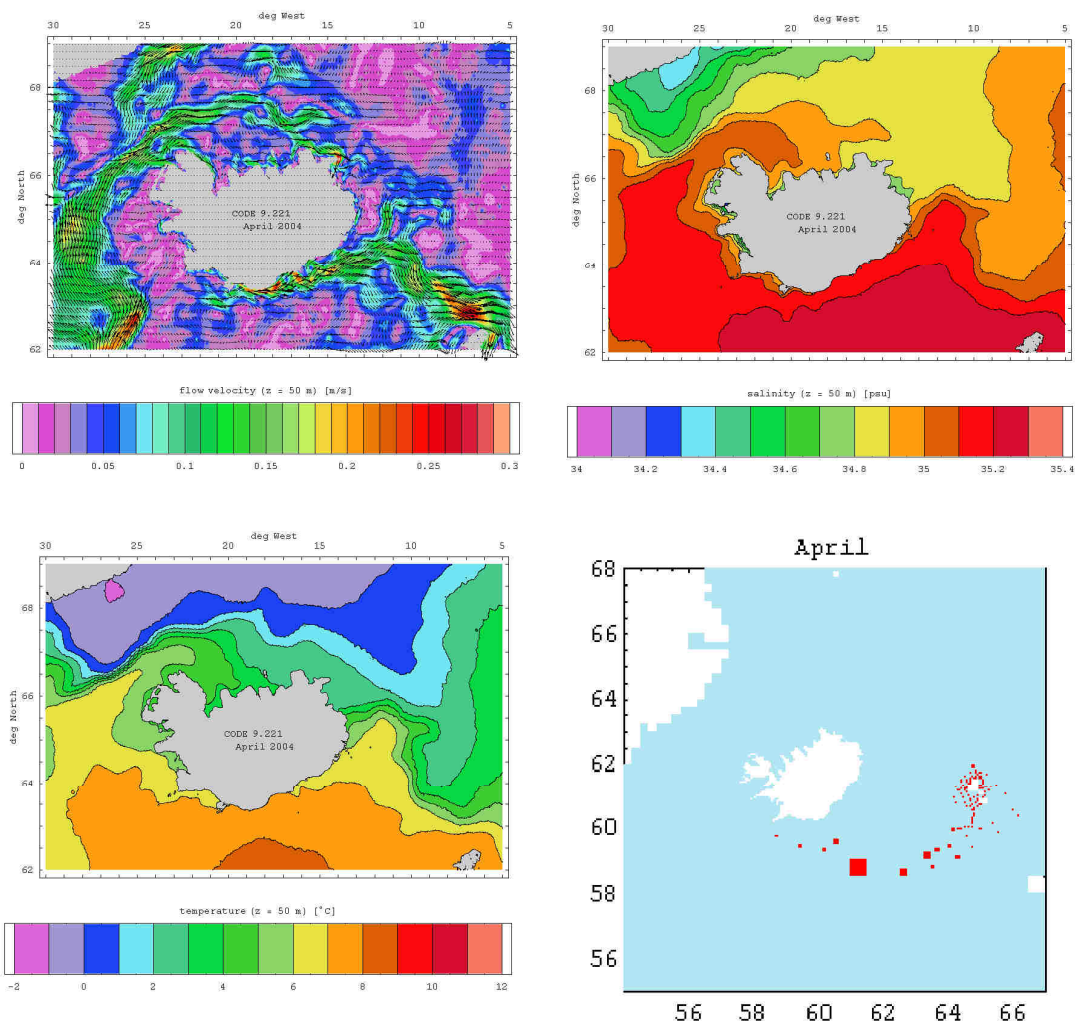 deg West
30 25 20 15 10 5
68
66
64
62
deg North
CODE 9.221
April 2004
flow velocity (z = 50 m) [m/s]
0 0.05 0.1 0.15 0.2 0.25 0.3
deg West
30 25 20 15 10 5
68
66
64
62
deg North
CODE 9.221
April 2004
salinity (z = 50 m) [psu]
34 34.2 34.4 34.6 34.8 35 35.2 35.4
deg West
30 25 20 15 10 5
68
66
64
62
deg North
CODE 9.221
April 2004
temperature (z = 50 m) [°C]
-2 0 2 4 6 8 10 12
April
68
66
64
62
60
58
56
56 58 60 62 64 66